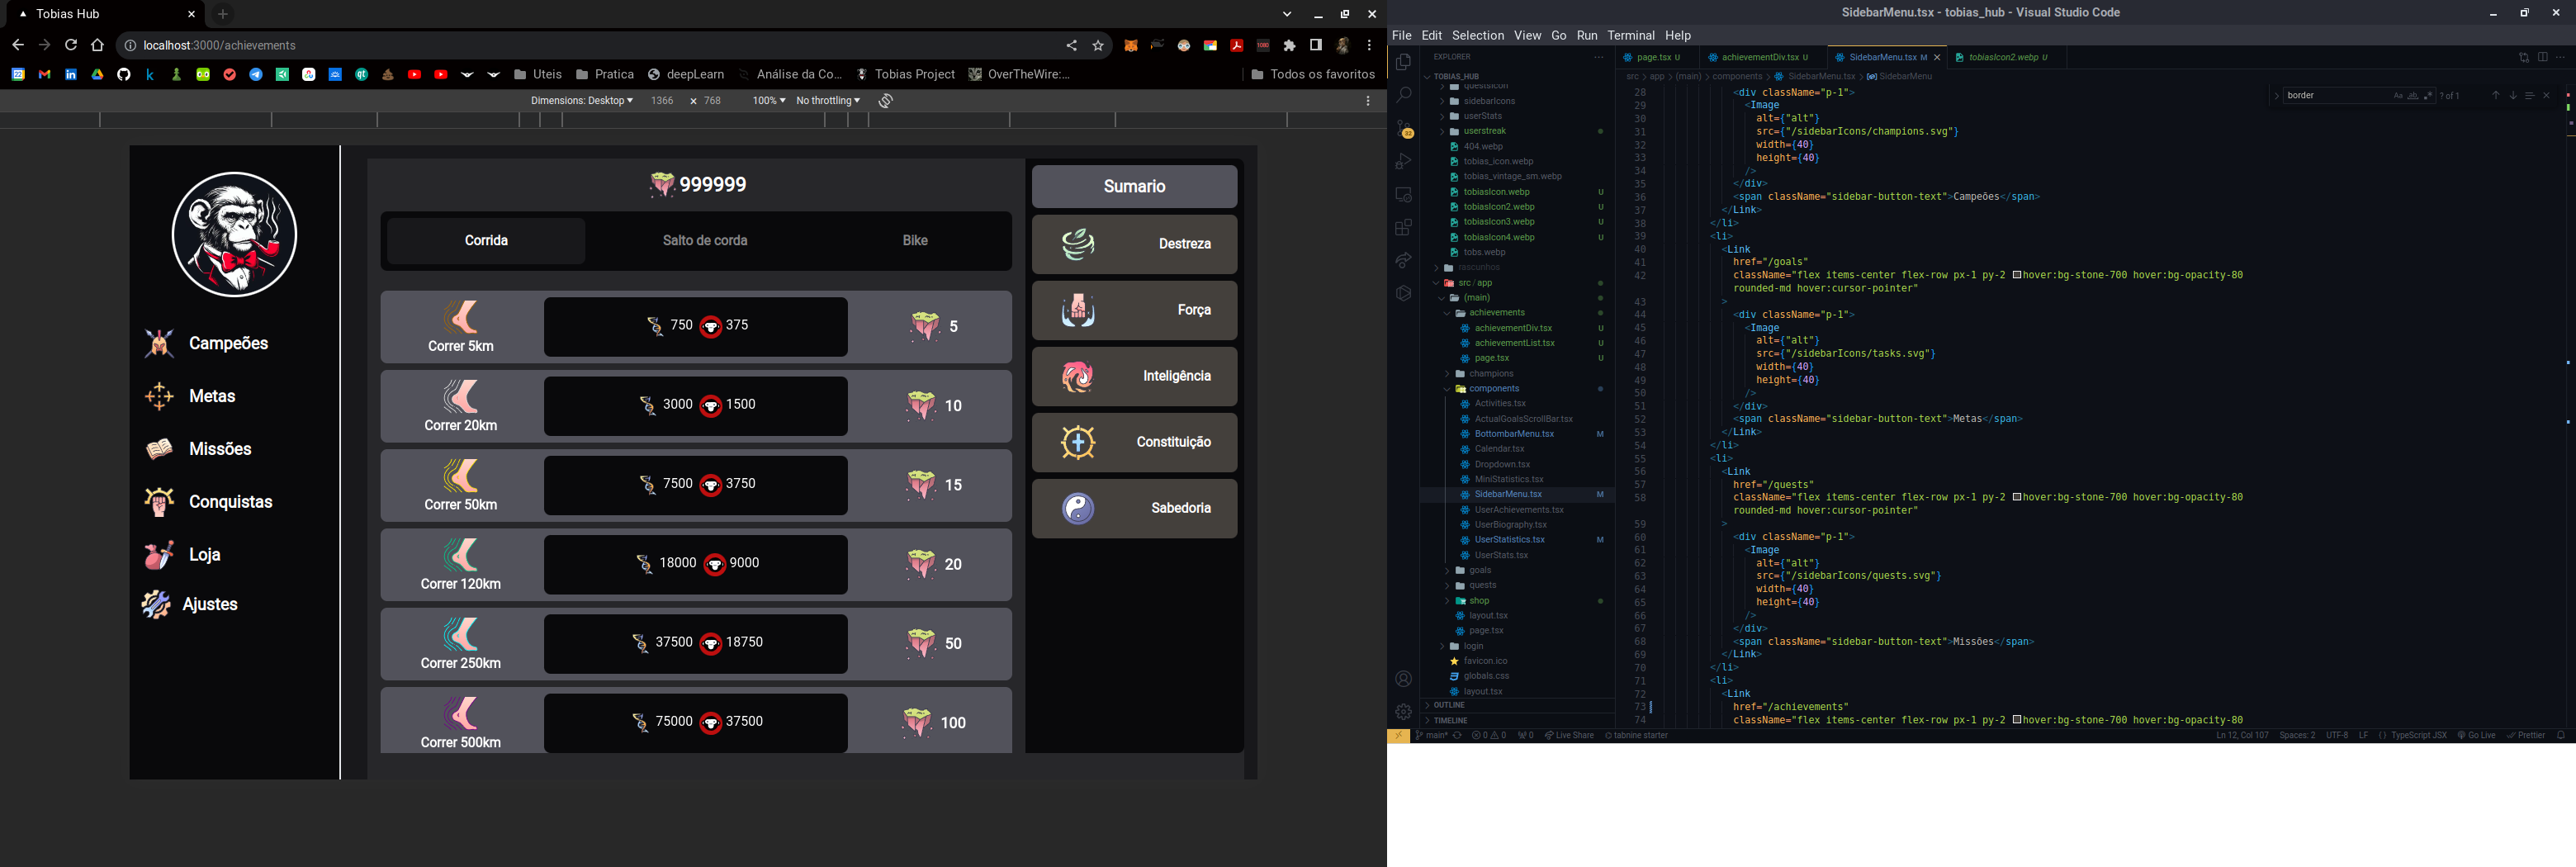 Tobias Hub
localhost:3000/achievements
Uteis
Pratica
deepLearn
Análise da Co...
Tobias Project
OverTheWire:...
Todos os favoritos
Dimensions: Desktop
1366 × 768
100%
No throttling
Campeões
Metas
Missões
Conquistas
Loja
Ajustes
999999
Corrida
Salto de corda
Bike
Correr 5km
750 375
5
Correr 20km
3000 1500
10
Correr 50km
7500 3750
15
Correr 120km
18000 9000
20
Correr 250km
37500 18750
50
Correr 500km
75000 37500
100
Sumario
Destreza
Força
Inteligência
Constituição
Sabedoria
SidebarMenu.tsx - tobias_hub - Visual Studio Code
File Edit Selection View Go Run Terminal Help
EXPLORER
TOBIAS_HUB
questsIcon
sidebarIcons
userStats
userstreak
404.webp
tobias_icon.webp
tobias_vintage_sm.webp
tobiasIcon.webp U
tobiasIcon2.webp U
tobiasIcon3.webp U
tobiasIcon4.webp U
tobs.webp
rascunhos
src / app
(main)
achievements
achievementDiv.tsx U
achievementList.tsx U
page.tsx U
champions
components
Activities.tsx
ActualGoalsScrollBar.tsx
BottombarMenu.tsx M
Calendar.tsx
Dropdown.tsx
MiniStatistics.tsx
SidebarMenu.tsx M
UserAchievements.tsx
UserBiography.tsx
UserStatistics.tsx M
UserStats.tsx
goals
quests
shop
layout.tsx
page.tsx
login
favicon.ico
globals.css
layout.tsx
OUTLINE
TIMELINE
page.tsx U
achievementDiv.tsx U
SidebarMenu.tsx M
tobiasIcon2.webp U
src > app > (main) > components > SidebarMenu.tsx > SidebarMenu
border
? of 1
28 <div className="p-1">
29 <Image
30 alt={"alt"}
31 src={"/sidebarIcons/champions.svg"}
32 width={40}
33 height={40}
34 />
35 </div>
36 <span className="sidebar-button-text">Campeões</span>
37 </Link>
38 </li>
39 <li>
40 <Link
41 href="/goals"
42 className="flex items-center flex-row px-1 py-2 hover:bg-stone-700 hover:bg-opacity-80
rounded-md hover:cursor-pointer"
43 >
44 <div className="p-1">
45 <Image
46 alt={"alt"}
47 src={"/sidebarIcons/tasks.svg"}
48 width={40}
49 height={40}
50 />
51 </div>
52 <span className="sidebar-button-text">Metas</span>
53 </Link>
54 </li>
55 <li>
56 <Link
57 href="/quests"
58 className="flex items-center flex-row px-1 py-2 hover:bg-stone-700 hover:bg-opacity-80
rounded-md hover:cursor-pointer"
59 >
60 <div className="p-1">
61 <Image
62 alt={"alt"}
63 src={"/sidebarIcons/quests.svg"}
64 width={40}
65 height={40}
66 />
67 </div>
68 <span className="sidebar-button-text">Missões</span>
69 </Link>
70 </li>
71 <li>
72 <Link
73 href="/achievements"
74 className="flex items-center flex-row px-1 py-2 hover:bg-stone-700 hover:bg-opacity-80
main*
0 0
0
Live Share
tabnine starter
Ln 12, Col 107
Spaces: 2
UTF-8
LF
TypeScript JSX
Go Live
Prettier